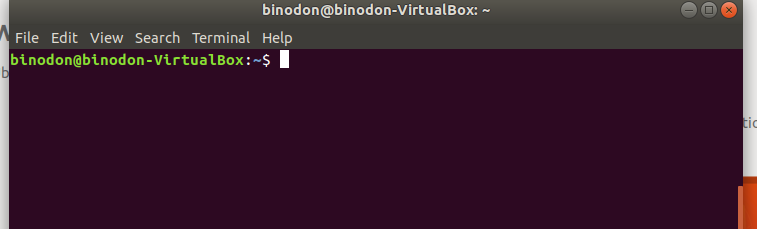 binodon@binodon-VirtualBox: ~
File Edit View Search Terminal Help
binodon@binodon-VirtualBox:~$